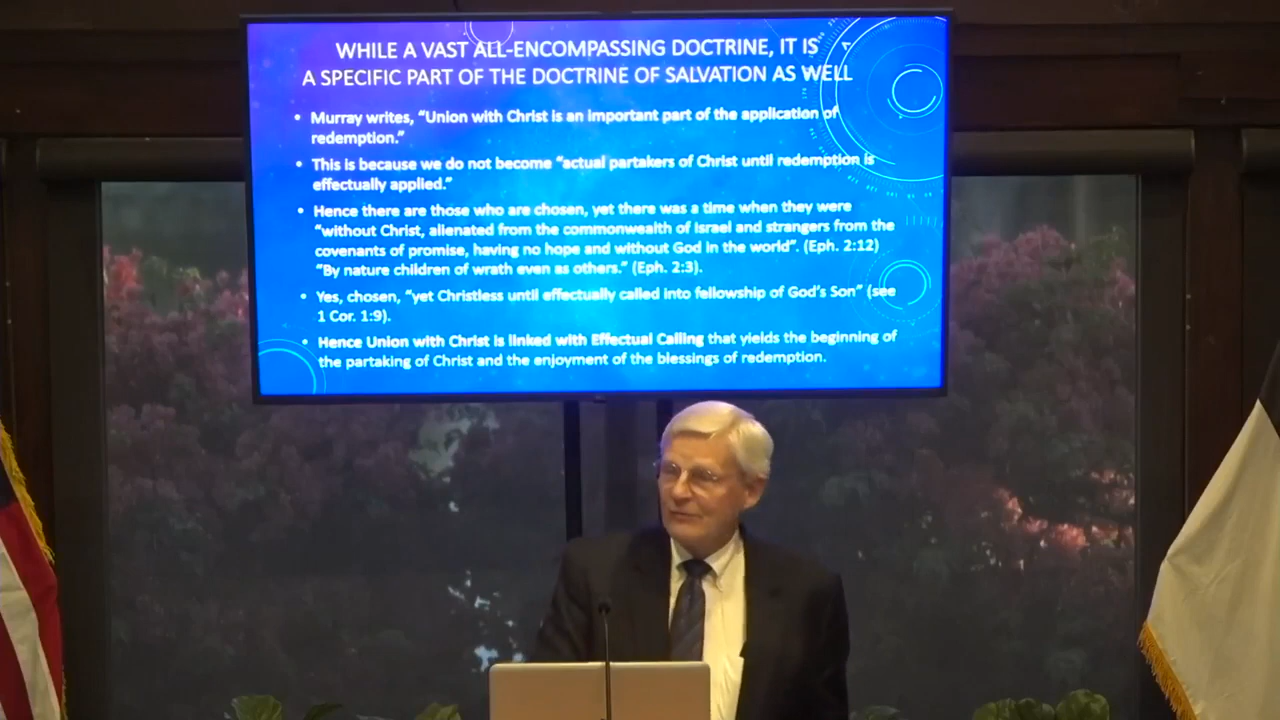 WHILE A VAST ALL-ENCOMPASSING DOCTRINE, IT IS
A SPECIFIC PART OF THE DOCTRINE OF SALVATION AS WELL
• Murray writes, “Union with Christ is an important part of the application of
redemption.”
• This is because we do not become “actual partakers of Christ until redemption is
effectually applied.”
• Hence there are those who are chosen, yet there was a time when they were
“without Christ, alienated from the commonwealth of Israel and strangers from the
covenants of promise, having no hope and without God in the world”. (Eph. 2:12)
“By nature children of wrath even as others.” (Eph. 2:3).
• Yes, chosen, “yet Christless until effectually called into fellowship of God’s Son” (see
1 Cor. 1:9).
• Hence Union with Christ is linked with Effectual Calling that yields the beginning of
the partaking of Christ and the enjoyment of the blessings of redemption.